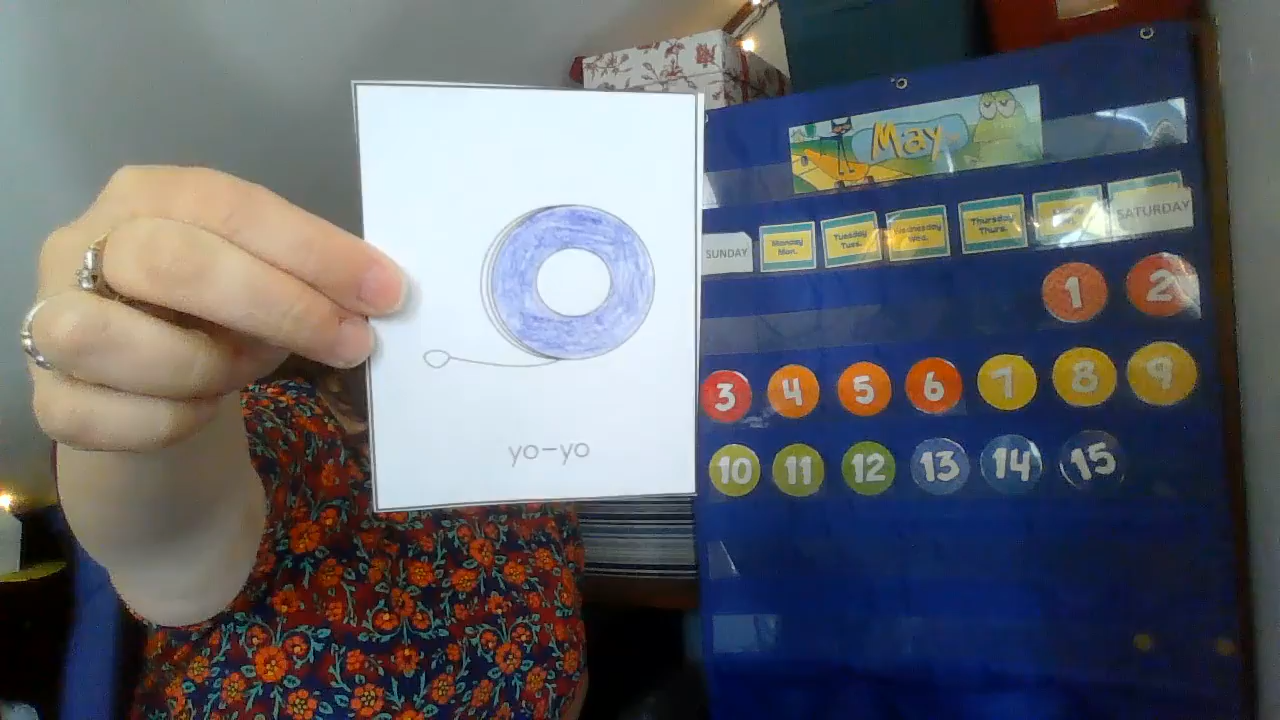 yo-yo
May
SUNDAY
Monday
Mon.
Tuesday
Tues.
Wednesday
Wed.
Thursday
Thurs.
SATURDAY
1 2
3 4 5 6 7 8 9
10 11 12 13 14 15